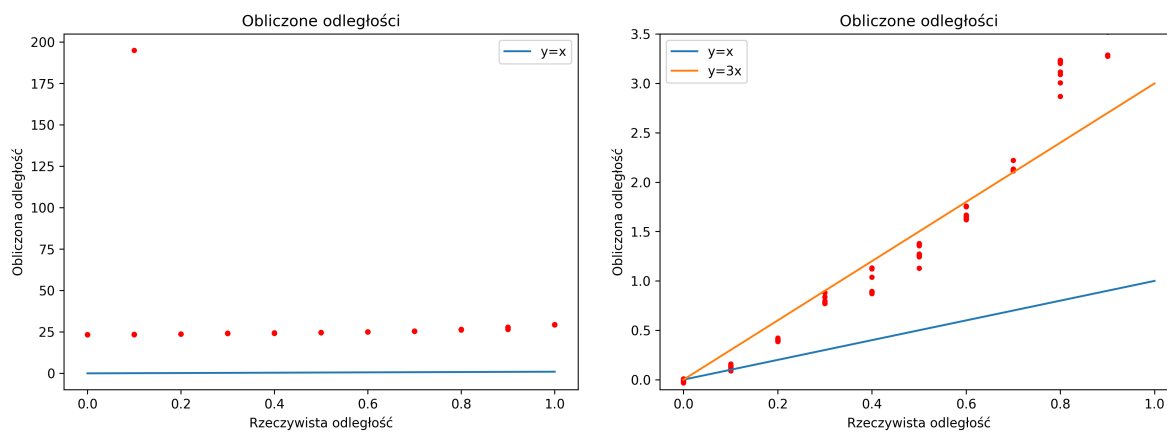 Obliczone odległości
200
175
150
125
100
75
50
25
0
0.0 0.2 0.4 0.6 0.8 1.0
Obliczona odległość
Rzeczywista odległość
y=x
Obliczone odległości
3.5
3.0
2.5
2.0
1.5
1.0
0.5
0.0
0.0 0.2 0.4 0.6 0.8 1.0
Obliczona odległość
Rzeczywista odległość
y=x
y=3x